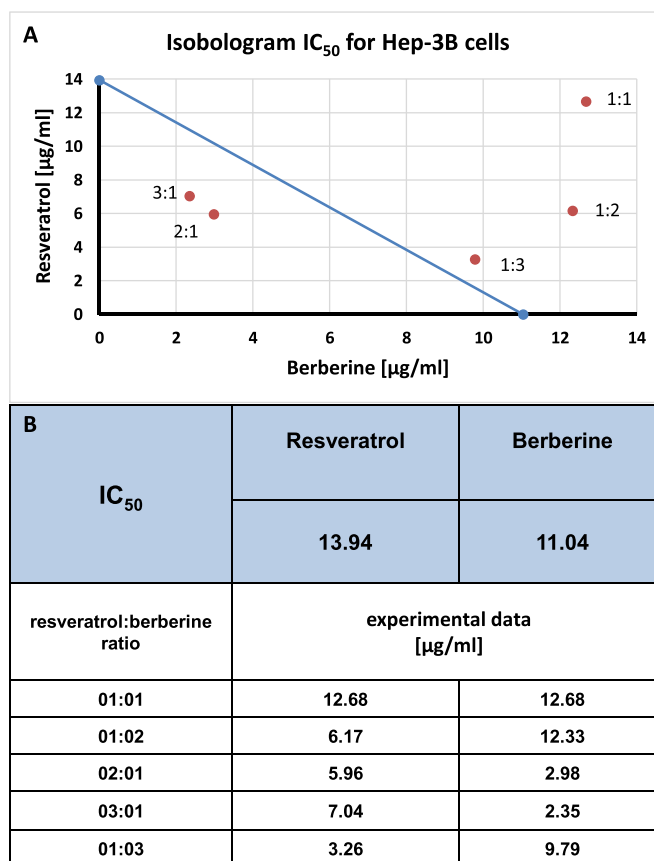 A
Isobologram IC50 for Hep-3B cells
Resveratrol [µg/ml]
14
12
10
8
6
4
2
0
1:1
3:1
2:1
1:2
1:3
0 2 4 6 8 10 12 14
Berberine [µg/ml]
B
IC50
Resveratrol Berberine
13.94 11.04
resveratrol:berberine
ratio
experimental data
[µg/ml]
01:01 12.68 12.68
01:02 6.17 12.33
02:01 5.96 2.98
03:01 7.04 2.35
01:03 3.26 9.79